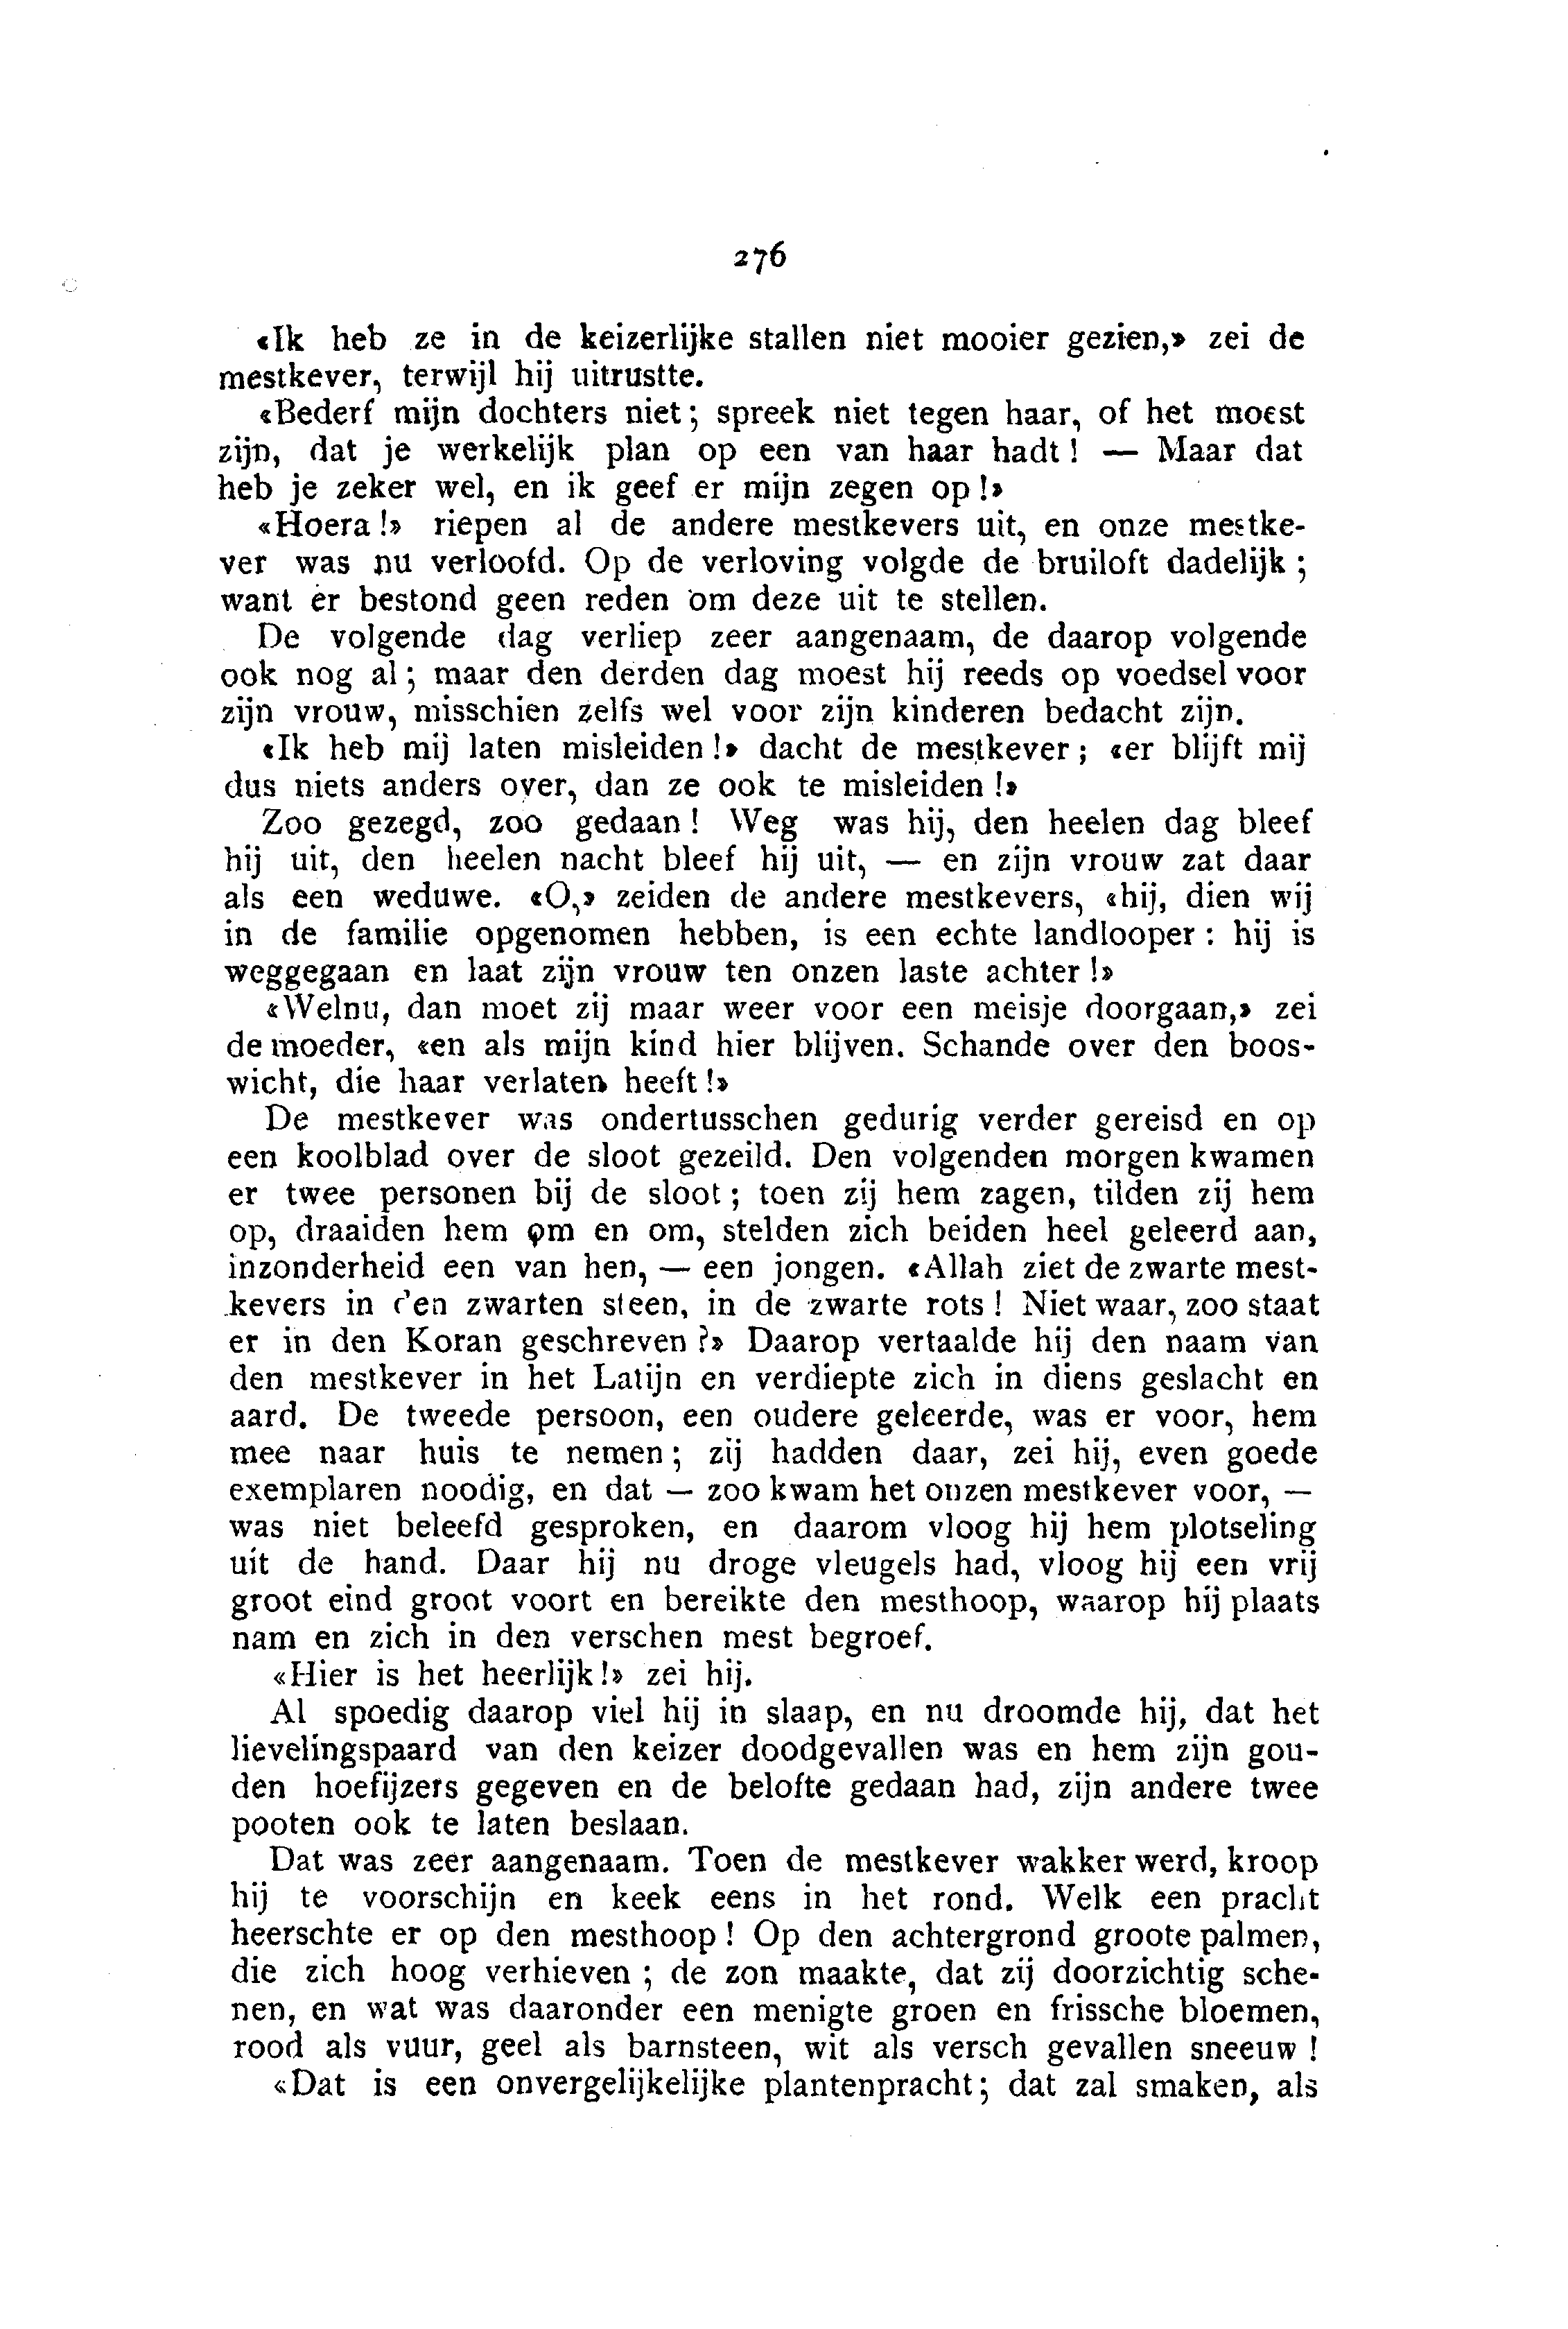 276
«Ik heb ze in de keizerlijke stallen niet mooier gezien,» zei de
mestkever, terwijl hij uitrustte.
«Bederf mijn dochters niet; spreek niet tegen haar, of het moest
zijn, dat je werkelijk plan op een van haar hadt! — Maar dat
heb je zeker wel, en ik geef er mijn zegen op!»
«Hoera!» riepen al de andere mestkevers uit, en onze mestke-
ver was nu verloofd. Op de verloving volgde de bruiloft dadelijk;
want er bestond geen reden om deze uit te stellen.
De volgende dag verliep zeer aangenaam, de daarop volgende
ook nog al; maar den derden dag moest hij reeds op voedsel voor
zijn vrouw, misschien zelfs wel voor zijn kinderen bedacht zijn.
«Ik heb mij laten misleiden!» dacht de mestkever; «er blijft mij
dus niets anders over, dan ze ook te misleiden!»
Zoo gezegd, zoo gedaan! Weg was hij, den heelen dag bleef
hij uit, den heelen nacht bleef hij uit, — en zijn vrouw zat daar
als een weduwe. «O,» zeiden de andere mestkevers, «hij, dien wij
in de familie opgenomen hebben, is een echte landlooper: hij is
weggegaan en laat zijn vrouw ten onzen laste achter!»
«Welnu, dan moet zij maar weer voor een meisje doorgaan,» zei
de moeder, «en als mijn kind hier blijven. Schande over den boos-
wicht, die haar verlaten heeft!»
De mestkever was ondertusschen gedurig verder gereisd en op
een koolblad over de sloot gezeild. Den volgenden morgen kwamen
er twee personen bij de sloot; toen zij hem zagen, tilden zij hem
op, draaiden hem om en om, stelden zich beiden heel geleerd aan,
inzonderheid een van hen, — een jongen. «Allah ziet de zwarte mest-
kevers in den zwarten steen, in de zwarte rots! Niet waar, zoo staat
er in den Koran geschreven?» Daarop vertaalde hij den naam van
den mestkever in het Latijn en verdiepte zich in diens geslacht en
aard. De tweede persoon, een oudere geleerde, was er voor, hem
mee naar huis te nemen; zij hadden daar, zei hij, even goede
exemplaren noodig, en dat — zoo kwam het onzen mestkever voor, —
was niet beleefd gesproken, en daarom vloog hij hem plotseling
uit de hand. Daar hij nu droge vleugels had, vloog hij een vrij
groot eind groot voort en bereikte den mesthoop, waarop hij plaats
nam en zich in den verschen mest begroef.
«Hier is het heerlijk!» zei hij.
Al spoedig daarop viel hij in slaap, en nu droomde hij, dat het
lievelingspaard van den keizer doodgevallen was en hem zijn gou-
den hoefijzers gegeven en de belofte gedaan had, zijn andere twee
pooten ook te laten beslaan.
Dat was zeer aangenaam. Toen de mestkever wakker werd, kroop
hij te voorschijn en keek eens in het rond. Welk een pracht
heerschte er op den mesthoop! Op den achtergrond groote palmen,
die zich hoog verhieven; de zon maakte, dat zij doorzichtig sche-
nen, en wat was daaronder een menigte groen en frissche bloemen,
rood als vuur, geel als barnsteen, wit als versch gevallen sneeuw!
«Dat is een onvergelijkelijke plantenpracht; dat zal smaken, als